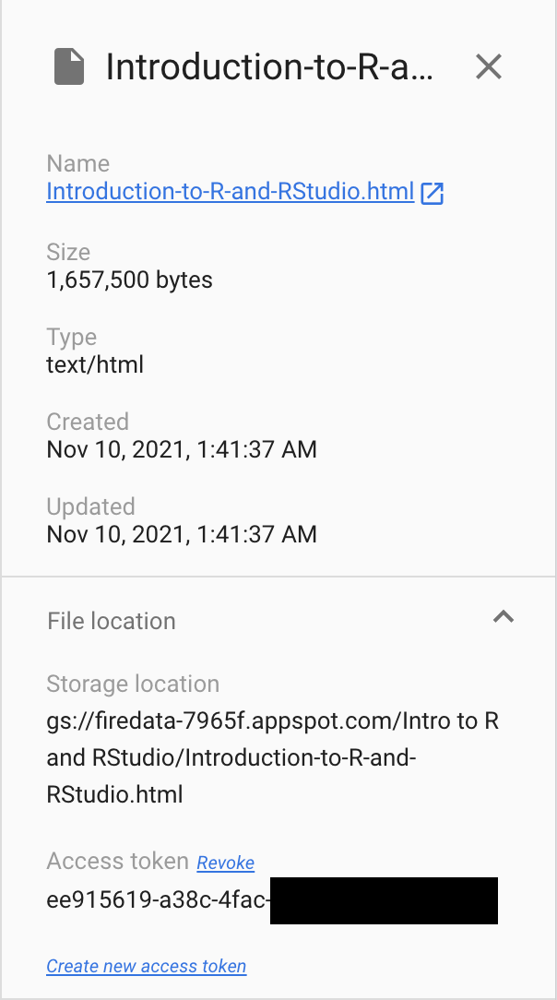 Introduction-to-R-a...
Name
Introduction-to-R-and-RStudio.html
Size
1,657,500 bytes
Type
text/html
Created
Nov 10, 2021, 1:41:37 AM
Updated
Nov 10, 2021, 1:41:37 AM
File location
Storage location
gs://firedata-7965f.appspot.com/Intro to R
and RStudio/Introduction-to-R-and-
RStudio.html
Access token Revoke
ee915619-a38c-4fac-
Create new access token